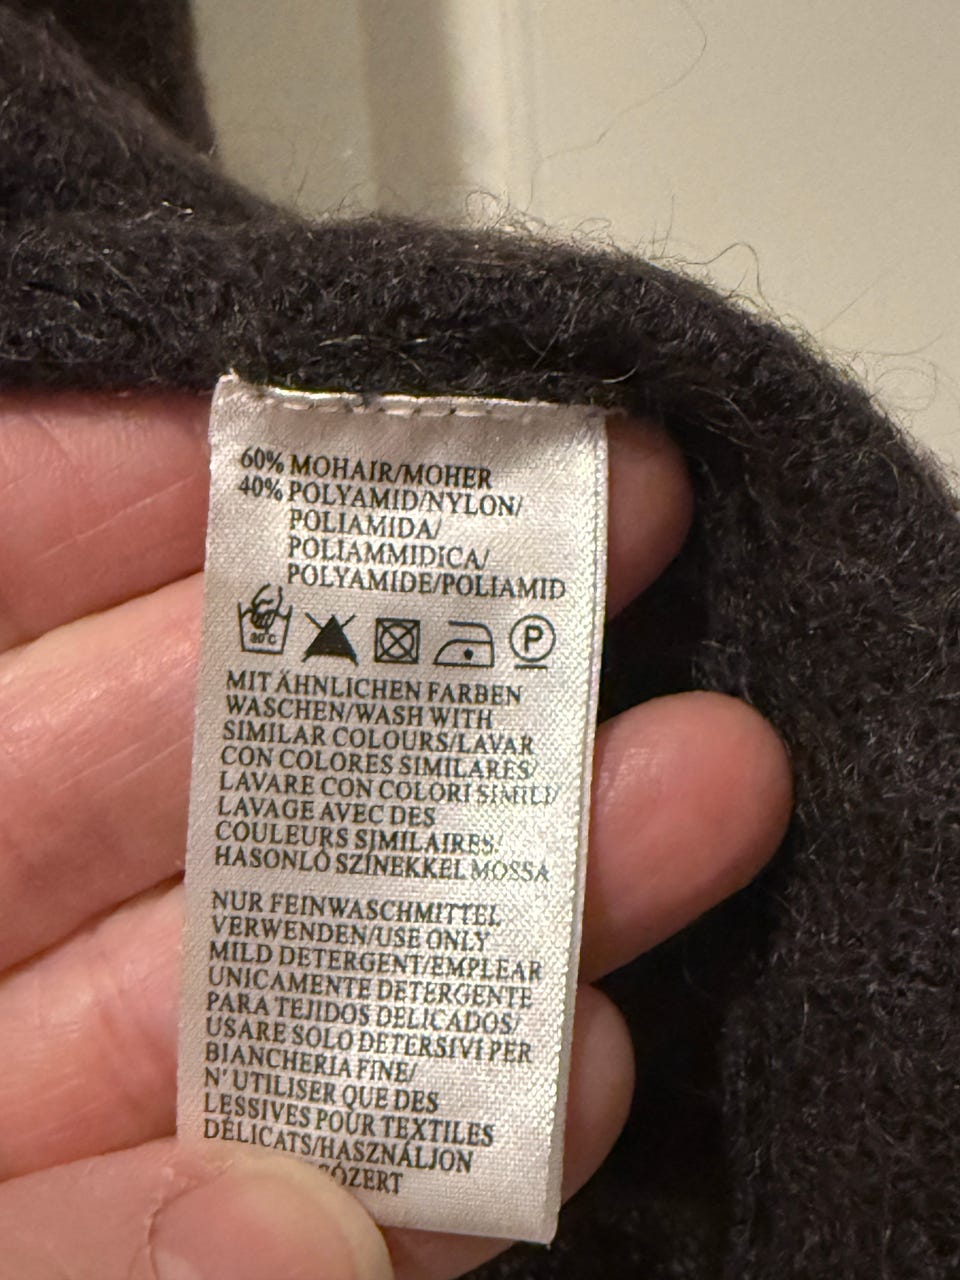 60% MOHAIR/MOHER
40% POLYAMID/NYLON/
POLIAMIDA/
POLIAMMIDICA/
POLYAMIDE/POLIAMID
30°C P
MIT ÄHNLICHEN FARBEN
WASCHEN/WASH WITH
SIMILAR COLOURS/LAVAR
CON COLORES SIMILARES/
LAVARE CON COLORI SIMILI/
LAVAGE AVEC DES
COULEURS SIMILAIRES/
HASONLÓ SZÍNEKKEL MOSSA
NUR FEINWASCHMITTEL
VERWENDEN/USE ONLY
MILD DETERGENT/EMPLEAR
UNICAMENTE DETERGENTE
PARA TEJIDOS DELICADOS/
USARE SOLO DETERSIVI PER
BIANCHERIA FINE/
N'UTILISER QUE DES
LESSIVES POUR TEXTILES
DÉLICATS/HASZNÁLJON